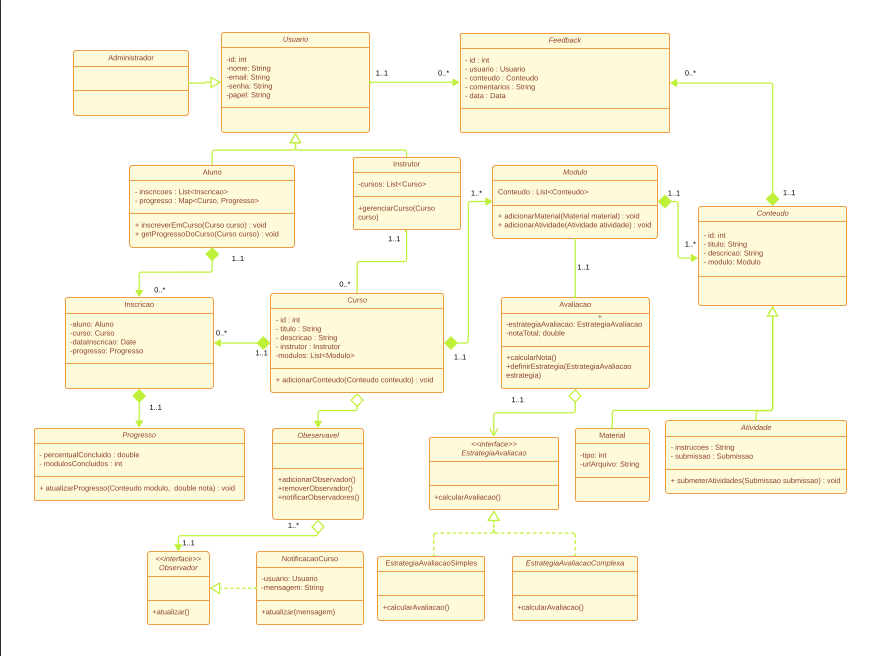 Usuario
-id: int
-nome: String
-email: String
-senha: String
-papel: String
Feedback
- id : int
- usuario : Usuario
- conteudo : Conteudo
- comentarios : String
- data : Data
Administrador
1..1
0..*
0..*
Aluno
- inscricoes : List<Inscricao>
- progresso : Map<Curso, Progresso>
+ inscreverEmCurso(Curso curso) : void
+ getProgressoDoCurso(Curso curso) : void
Instrutor
-cursos: List<Curso>
+gerenciarCurso(Curso
curso)
Modulo
Conteudo : List<Conteudo>
+ adicionarMaterial(Material material) : void
+ adicionarAtividade(Atividade atividade) : void
1..*
1..1
1..1
Conteudo
- id: int
- titulo: String
- descricao: String
- modulo: Modulo
1..*
1..1
0..*
1..1
0..*
1..1
Inscricao
-aluno: Aluno
-curso: Curso
-dataInscricao: Date
-progresso: Progresso
0..*
1..1
Curso
- id : int
- titulo : String
- descricao : String
- instrutor : Instrutor
-modulos: List<Modulo>
+ adicionarConteudo(Conteudo conteudo) : void
1..1
Avaliacao
+
-estrategiaAvaliacao: EstrategiaAvaliacao
-notaTotal; double
+calcularNota()
+definirEstrategia(EstrategiaAvaliacao
estrategia)
1..1
1..1
Progresso
- percentualConcluido : double
- modulosConcluidos : int
+ atualizarProgresso(Conteudo modulo, double nota) : void
Obeservavel
+adicionarObservador()
+removerObservador()
+notificarObservadores()
<<interface>>
EstrategiaAvaliacao
+calcularAvaliacao()
Material
-tipo: int
-urlArquivo: String
Atividade
- instrucoes : String
- submissao : Submissao
+ submeterAtividades(Submissao submissao) : void
1..*
1..1
<<interface>>
Observador
+atualizar()
NotificacaoCurso
-usuario: Usuario
-mensagem: String
+atualizar(mensagem)
EstrategiaAvaliacaoSimples
+calcularAvaliacao()
EstrategiaAvaliacaoComplexa
+calcularAvaliacao()